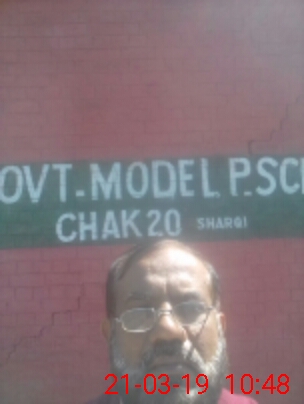 OVT-MODEL P-SC
CHAK 20 SHARQI
21-03-19 10:48